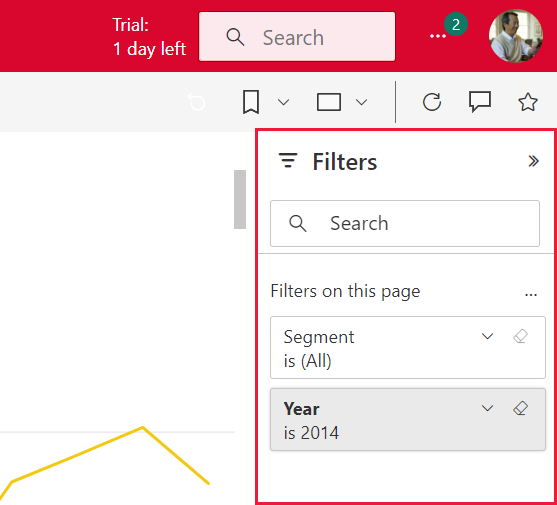 Trial:
1 day left
Search
...
2
Filters
Search
Filters on this page
...
Segment
is (All)
Year
is 2014